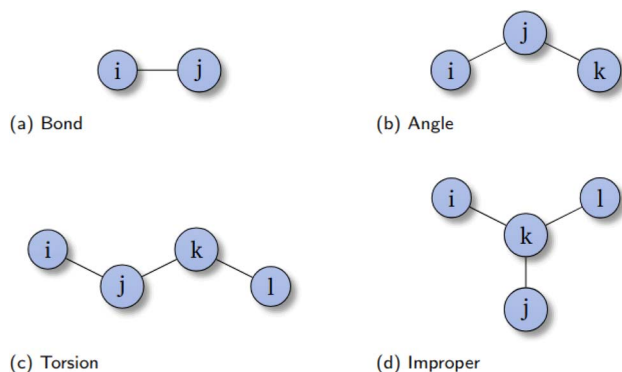 i j
(a) Bond
j
i k
(b) Angle
i
j
k
l
(c) Torsion
i l
k
j
(d) Improper